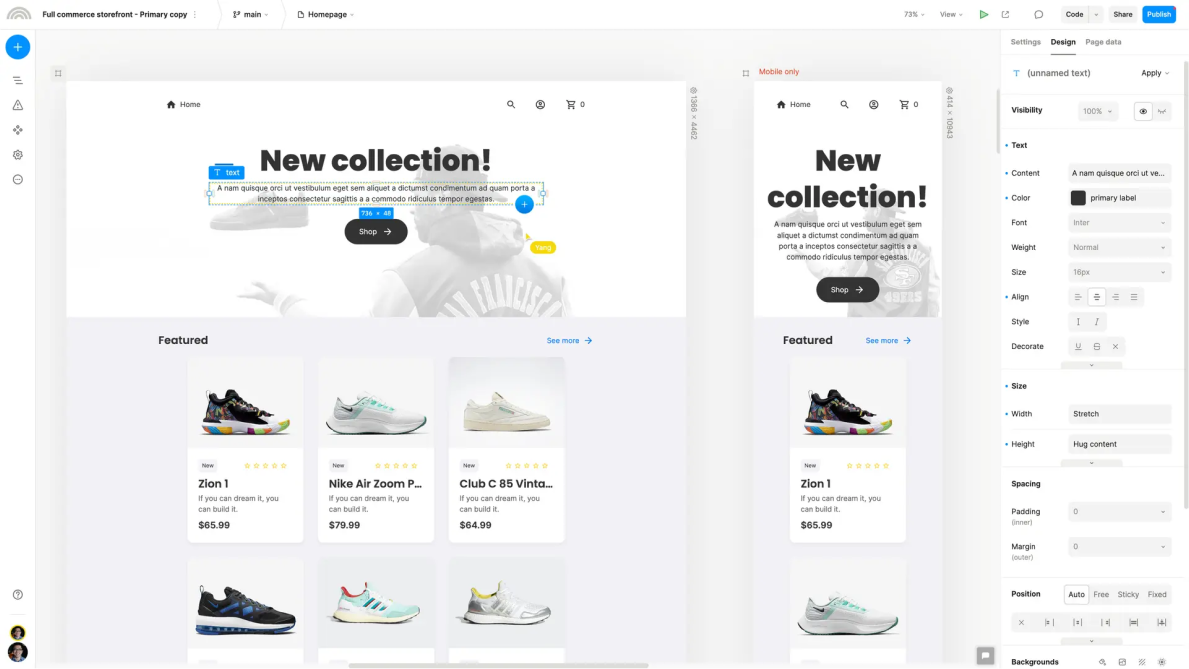 Full commerce storefront - Primary copy
main
Homepage
73%
View
Code
Share
Publish
Settings
Design
Page data
(unnamed text)
Apply
Visibility
100%
Text
Content
A nam quisque orci ut ve...
Color
primary label
Font
Inter
Weight
Normal
Size
16px
Align
Style
Decorate
Size
Width
Stretch
Height
Hug content
Spacing
Padding
(inner)
0
Margin
(outer)
0
Position
Auto
Free
Sticky
Fixed
Backgrounds
1366 × 4462
Home
0
New collection!
text
A nam quisque orci ut vestibulum eget sem aliquet a dictumst condimentum ad quam porta a
inceptos consectetur sagittis a a commodo ridiculus tempor egestas.
736 × 48
Shop
Yang
SAN FRANCISCO
Featured
See more
New
Zion 1
If you can dream it, you
can build it.
$65.99
New
Nike Air Zoom P...
If you can dream it, you
can build it.
$79.99
New
Club C 85 Vinta...
If you can dream it, you
can build it.
$64.99
Mobile only
414 × 10943
Home
0
New
collection!
A nam quisque orci ut vestibulum eget sem
aliquet a dictumst condimentum ad quam
porta a inceptos consectetur sagittis a a
commodo ridiculus tempor egestas.
Shop
49ERS
Featured
See more
New
Zion 1
If you can dream it, you
can build it.
$65.99